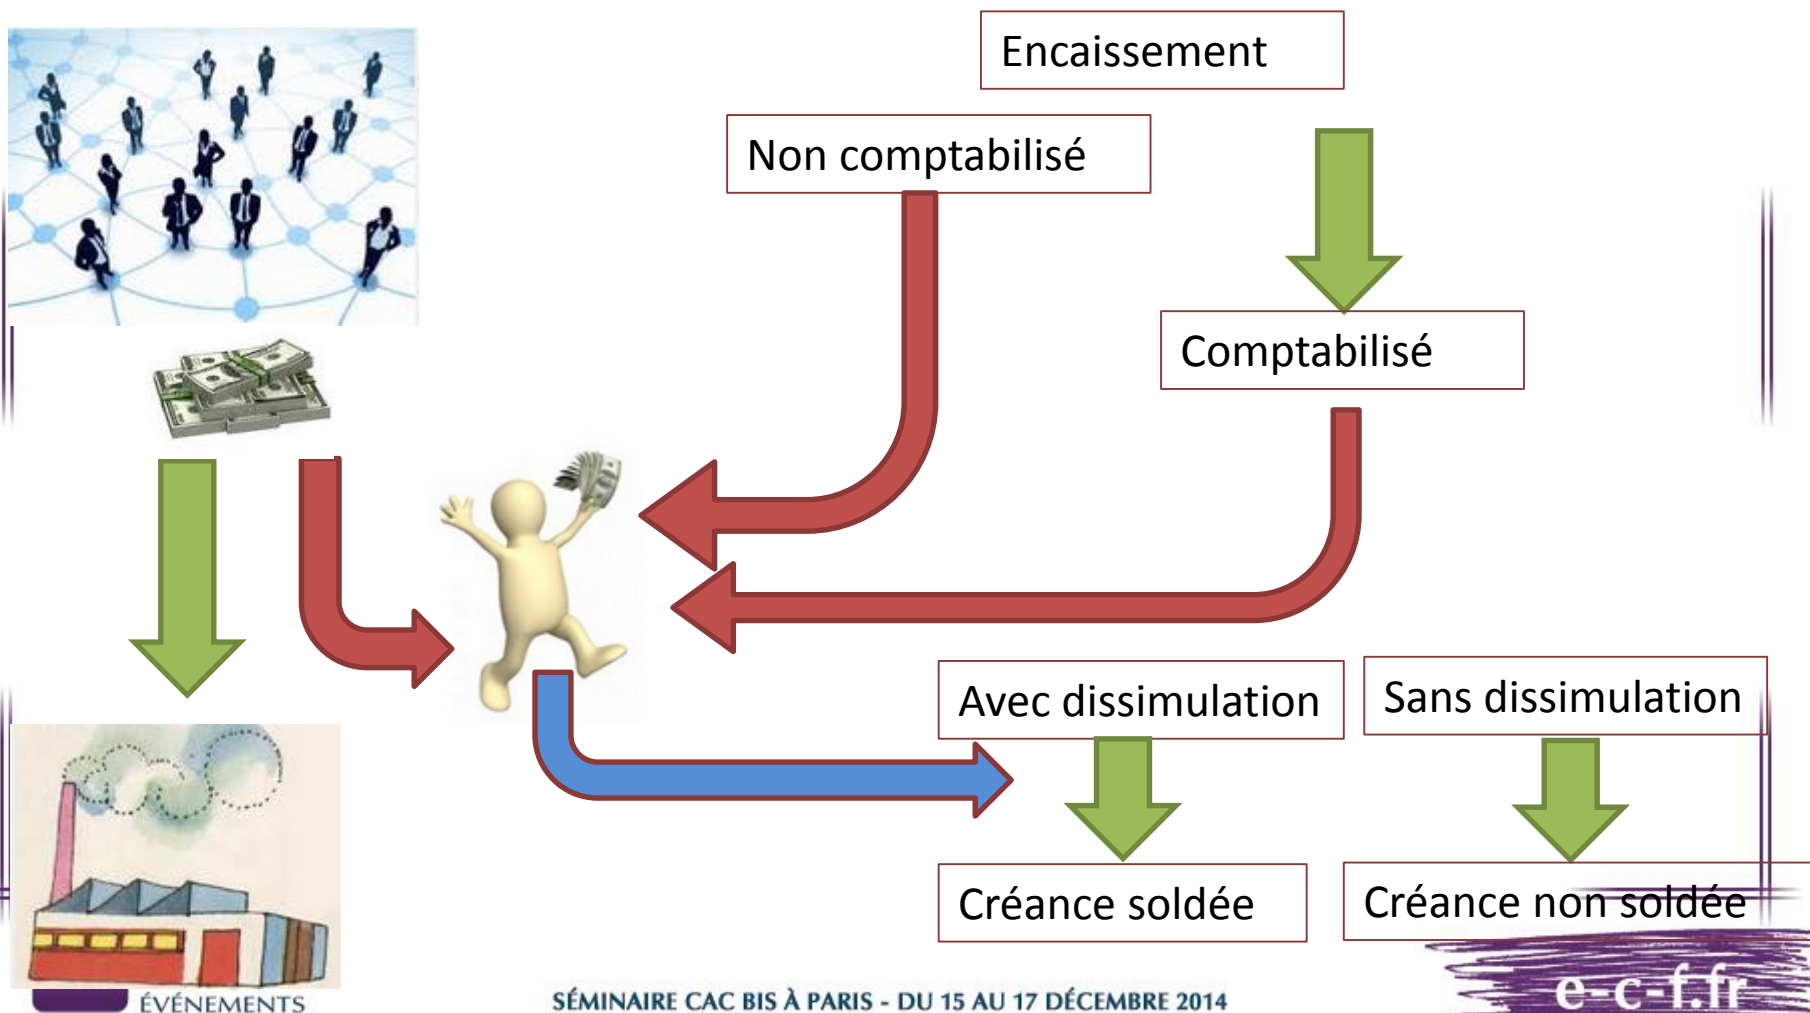 Encaissement
Non comptabilisé
Comptabilisé
Avec dissimulation
Sans dissimulation
Créance soldée
Créance non soldée
ÉVÉNEMENTS
SÉMINAIRE CAC BIS À PARIS - DU 15 AU 17 DÉCEMBRE 2014
e-c-f.fr